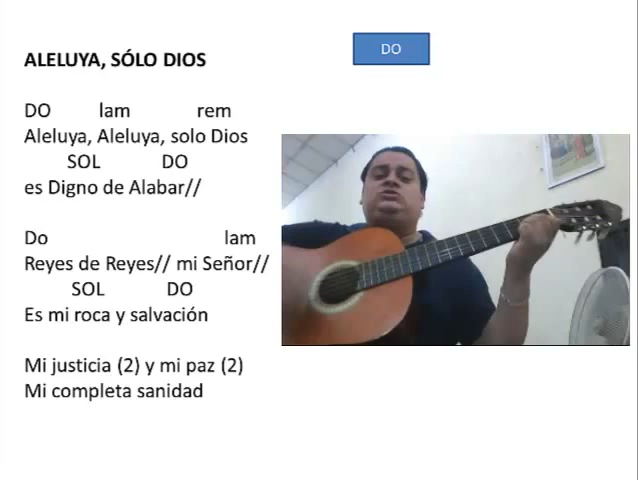 ALELUYA, SÓLO DIOS
DO
DO lam rem
Aleluya, Aleluya, solo Dios
SOL DO
es Digno de Alabar//
Do lam
Reyes de Reyes// mi Señor//
SOL DO
Es mi roca y salvación
Mi justicia (2) y mi paz (2)
Mi completa sanidad